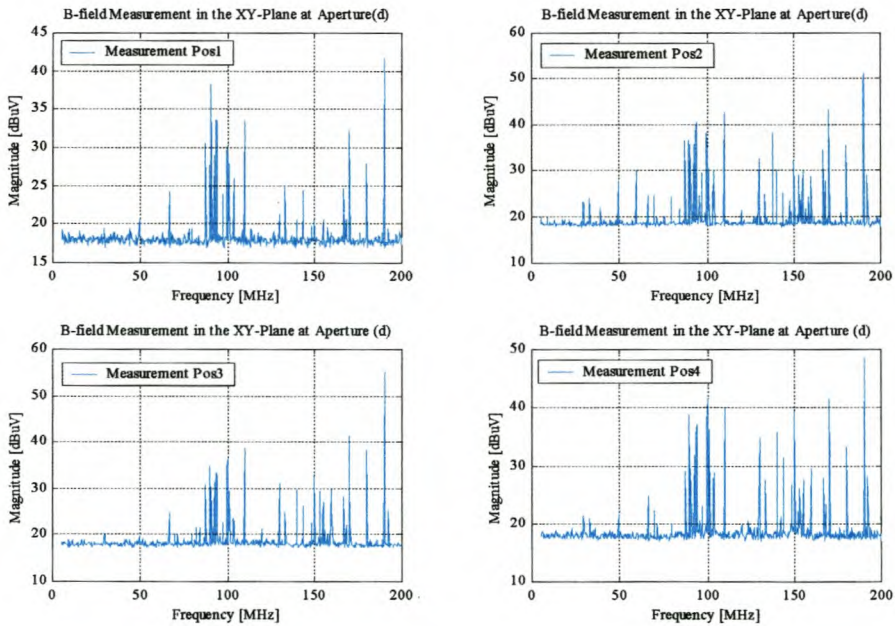 B-field Measurement in the XY-Plane at Aperture(d)
Measurement Pos1
Magnitude [dBuV]
45
40
35
30
25
20
15
0
50
100
150
200
Frequency [MHz]
B-field Measurement in the XY-Plane at Aperture(d)
Measurement Pos2
Magnitude [dBuV]
60
50
40
30
20
10
0
50
100
150
200
Frequency [MHz]
B-field Measurement in the XY-Plane at Aperture (d)
Measurement Pos3
Magnitude [dBuV]
60
50
40
30
20
10
0
50
100
150
200
Frequency [MHz]
B-field Measurement in the XY-Plane at Aperture (d)
Measurement Pos4
Magnitude [dBuV]
50
40
30
20
10
0
50
100
150
200
Frequency [MHz]